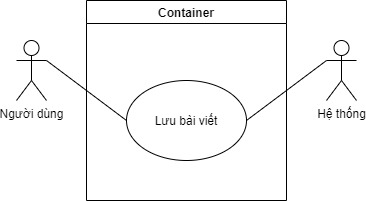 Container
Người dùng
Lưu bài viết
Hệ thống